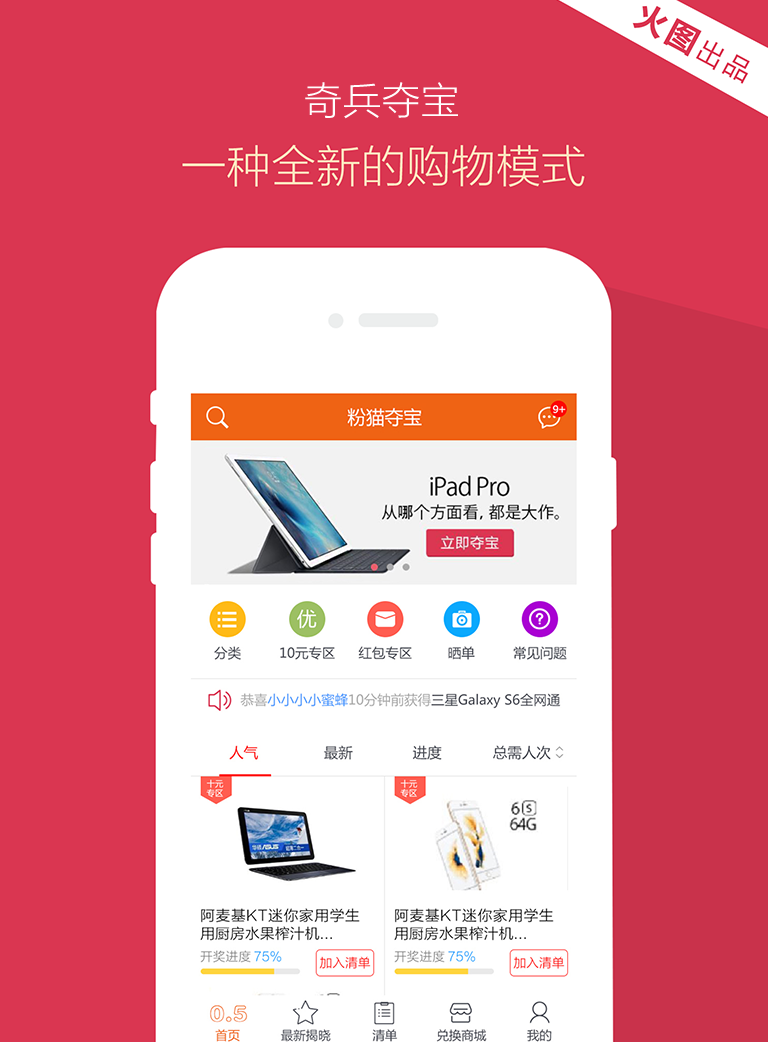 火图出品
奇兵夺宝
一种全新的购物模式
粉猫夺宝
9+
iPad Pro
从哪个方面看,都是大作。
立即夺宝
优
分类
10元专区
红包专区
晒单
常见问题
恭喜小小小小蜜蜂10分钟前获得三星Galaxy S6全网通
人气
最新
进度
总需人次
十元
专区
十元
专区
ASUS
6S
64G
阿麦基KT迷你家用学生
用厨房水果榨汁机...
开奖进度 75%
加入清单
阿麦基KT迷你家用学生
用厨房水果榨汁机...
开奖进度 75%
加入清单
0.5
首页
最新揭晓
清单
兑换商城
我的